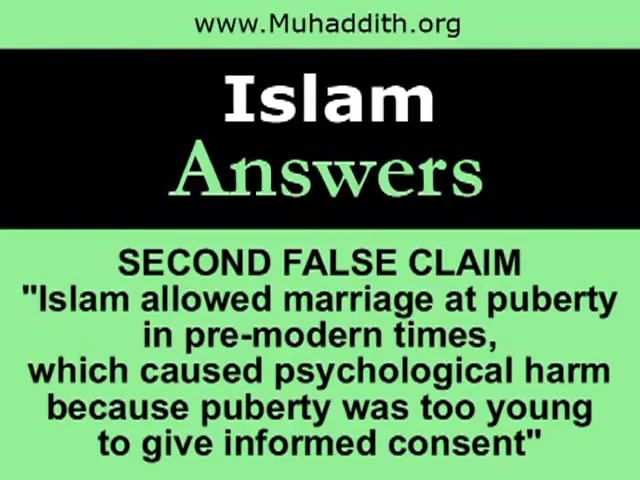 www.Muhaddith.org
Islam
Answers
SECOND FALSE CLAIM
"Islam allowed marriage at puberty
in pre-modern times,
which caused psychological harm
because puberty was too young
to give informed consent"